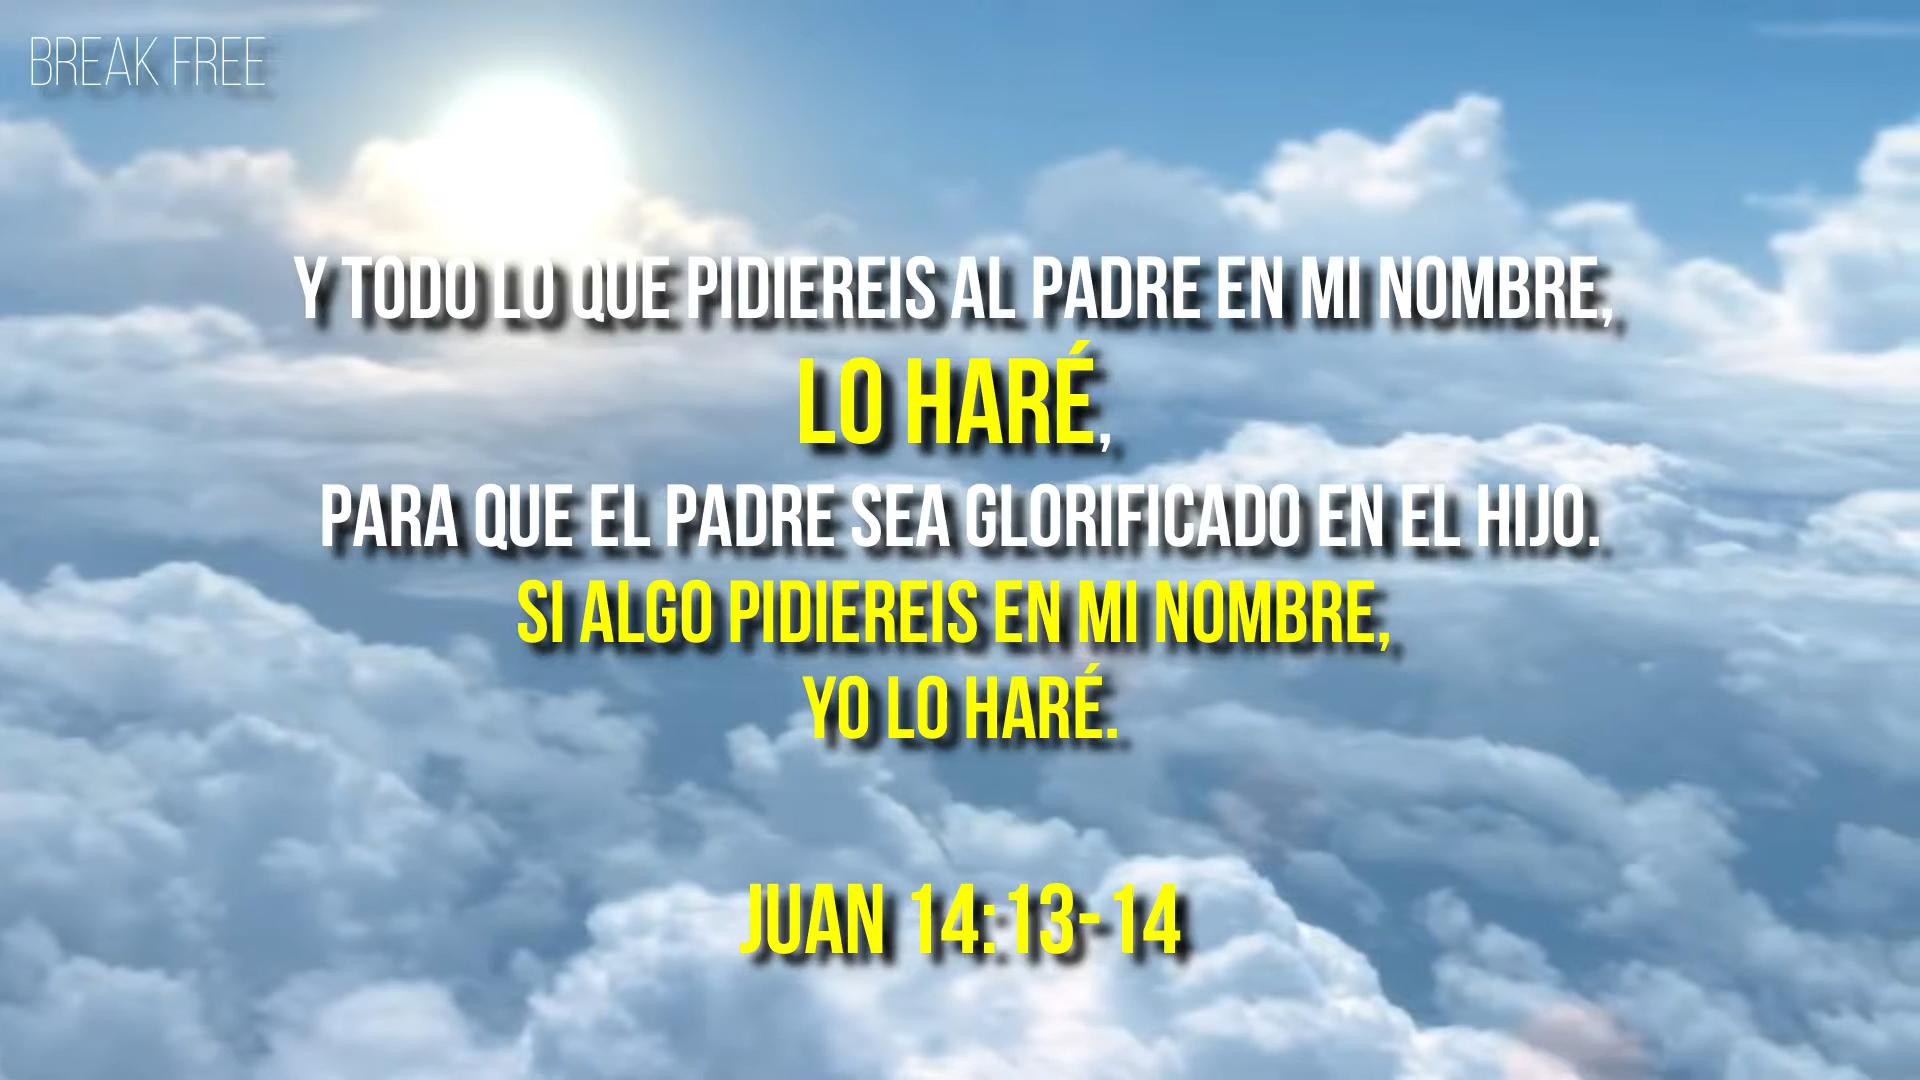 BREAK FREE
Y TODO LO QUE PIDIEREIS AL PADRE EN MI NOMBRE,
LO HARÉ,
PARA QUE EL PADRE SEA GLORIFICADO EN EL HIJO.
SI ALGO PIDIEREIS EN MI NOMBRE,
YO LO HARÉ.
JUAN 14:13-14